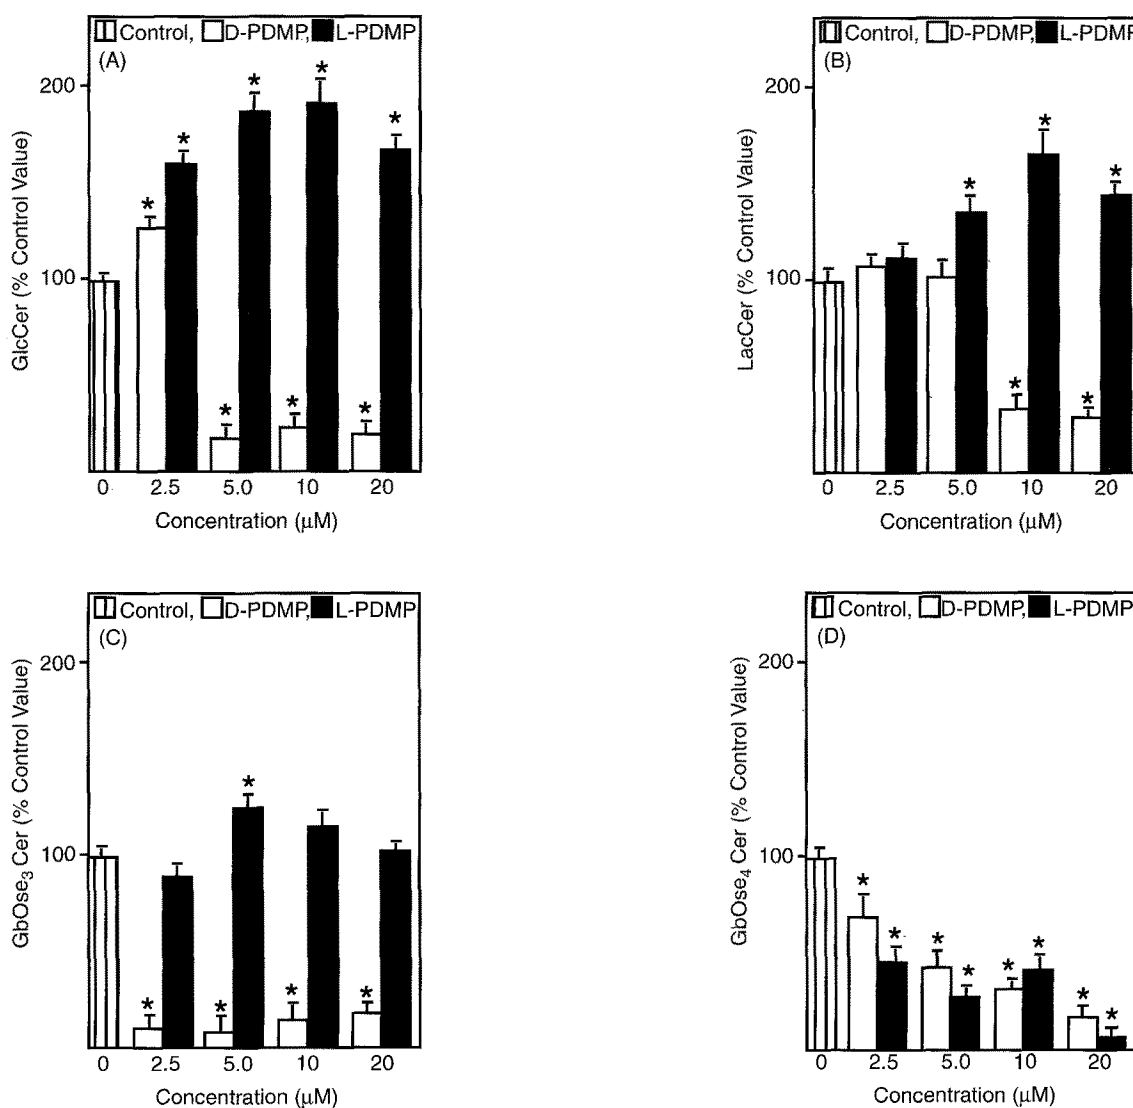 Control, D-PDMP, L-PDMP
(A)
GlcCer (% Control Value)
200
100
* * * * * * * *
0 2.5 5.0 10 20
Concentration (μM)
Control, D-PDMP, L-PDMP
(B)
LacCer (% Control Value)
200
100
* * * * *
0 2.5 5.0 10 20
Concentration (μM)
Control, D-PDMP, L-PDMP
(C)
GbOse₃ Cer (% Control Value)
200
100
* * * * *
0 2.5 5.0 10 20
Concentration (μM)
Control, D-PDMP, L-PDMP
(D)
GbOse₄ Cer (% Control Value)
200
100
* * * * * * * *
0 2.5 5.0 10 20
Concentration (μM)